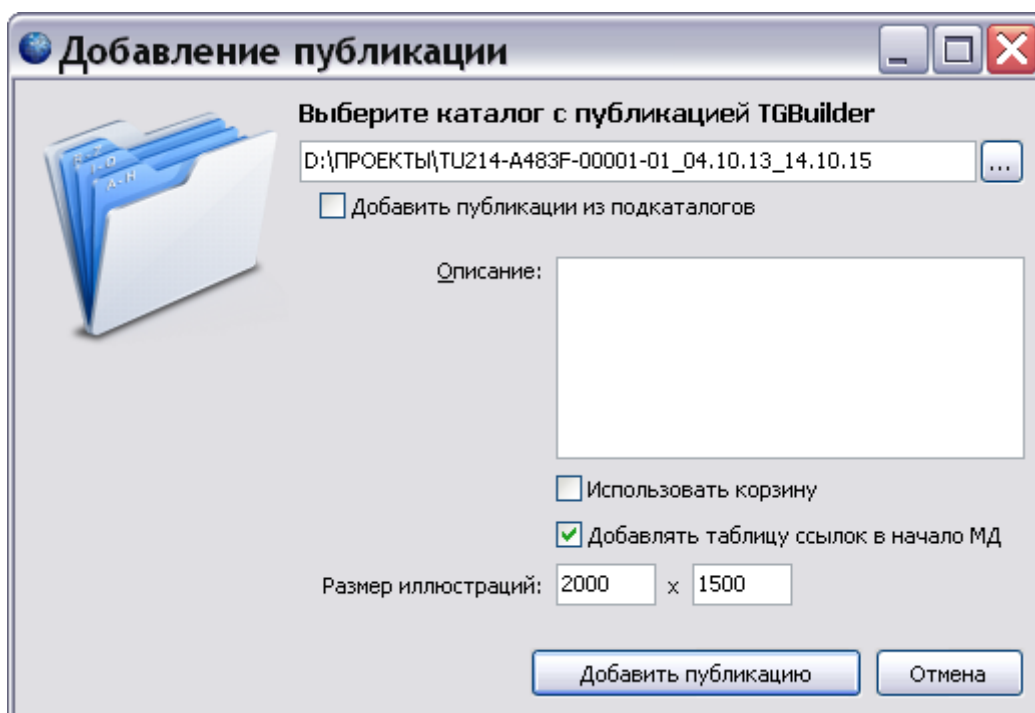 Добавление публикации
Выберите каталог с публикацией TGBuilder
D:\ПРОЕКТЫ\TU214-A483F-00001-01_04.10.13_14.10.15
...
Добавить публикации из подкаталогов
R-Z
I-Q
A-H
Описание:
Использовать корзину
Добавлять таблицу ссылок в начало МД
Размер иллюстраций: 2000 x 1500
Добавить публикацию Отмена